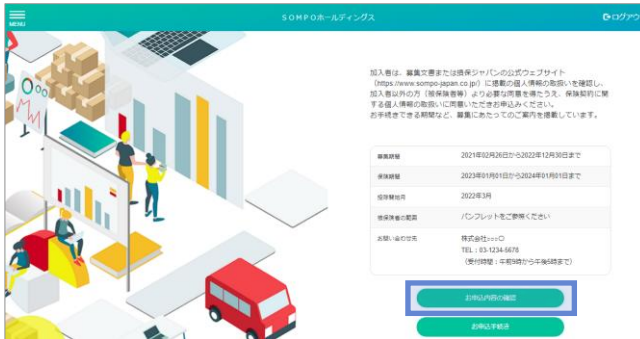 MENU
SOMPOホールディングス
ログアウト
加入者は、募集文書または損保ジャパンの公式ウェブサイト
(https://www.sompo-japan.co.jp/) に掲載の個人情報の取扱いを確認し、
加入者以外の方(被保険者等)より必要な同意を得たうえ、保険契約に関
する個人情報の取扱いに同意いただきお申込みください。
お手続きできる期間など、募集にあたってのご案内を掲載しています。
募集期間
2021年02月26日から2022年12月30日まで
保険期間
2023年01月01日から2024年01月01日まで
控除開始月
2022年3月
被保険者の範囲
パンフレットをご参照ください
お問い合わせ先
株式会社○○○□
TEL:03-1234-5678
(受付時間:午前9時から午後5時まで)
お申込内容の確認
お申込手続き